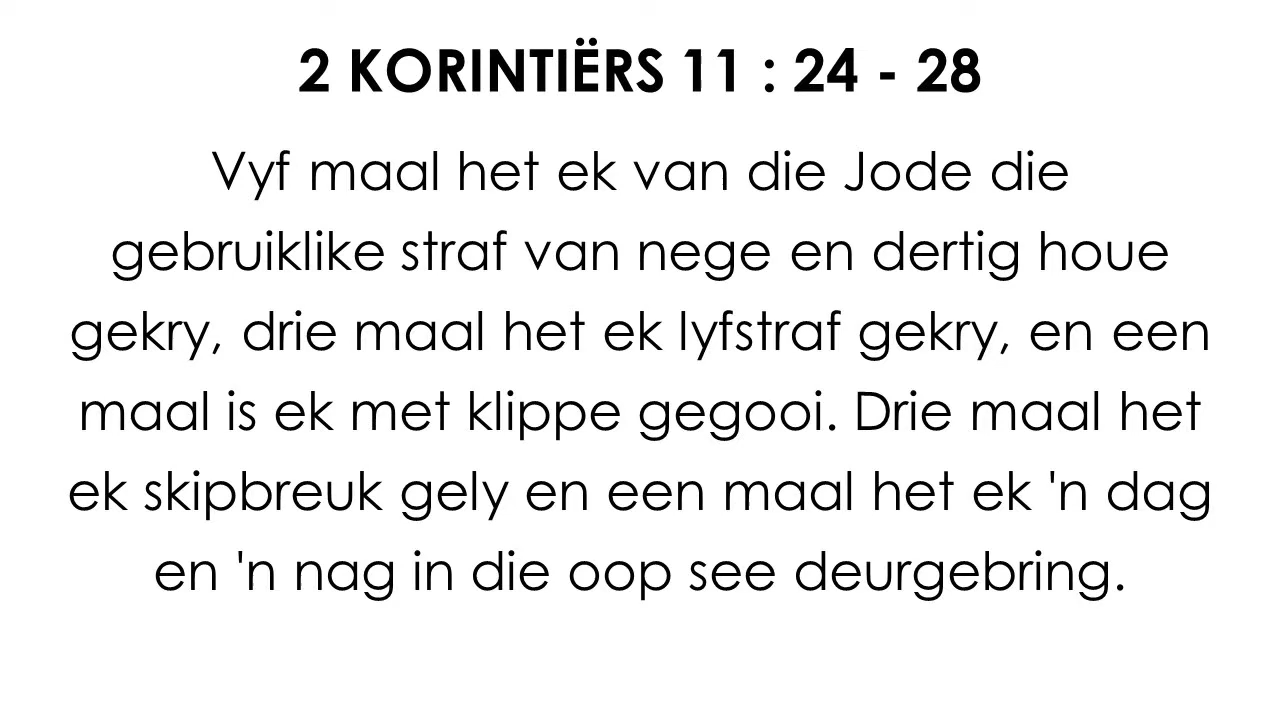 2 KORINTIËRS 11 : 24 - 28
Vyf maal het ek van die Jode die
gebruiklike straf van nege en dertig houe
gekry, drie maal het ek lyfstraf gekry, en een
maal is ek met klippe gegooi. Drie maal het
ek skipbreuk gely en een maal het ek 'n dag
en 'n nag in die oop see deurgebring.